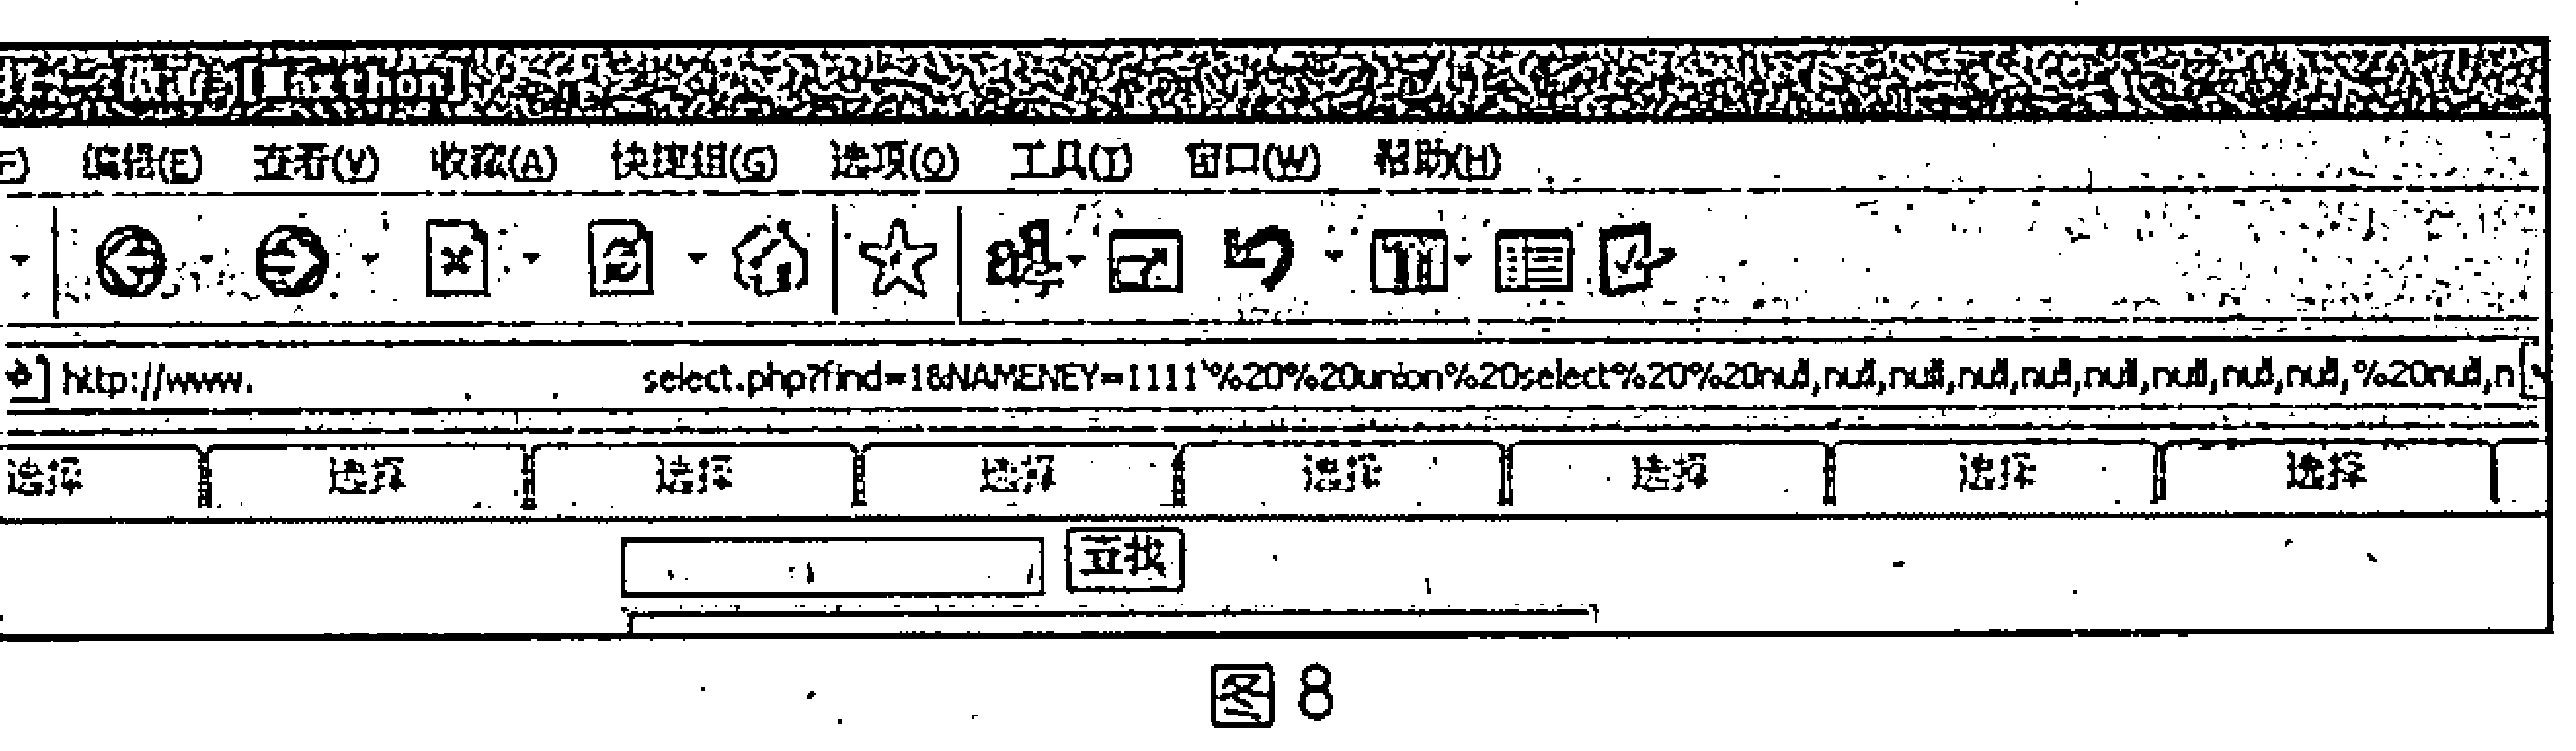 [Maxthon]
编辑(E) 查看(V) 收藏(A) 快捷组(G) 选项(O) 工具(T) 窗口(W) 帮助(H)
http://www. select.php?find=1&NAMENEY=1111'%20%20union%20select%20%20null,null,null,null,null,null,null,null,null,%20null,n
选择 选择 选择 选择 选择 选择 选择 选择
查找
图 8